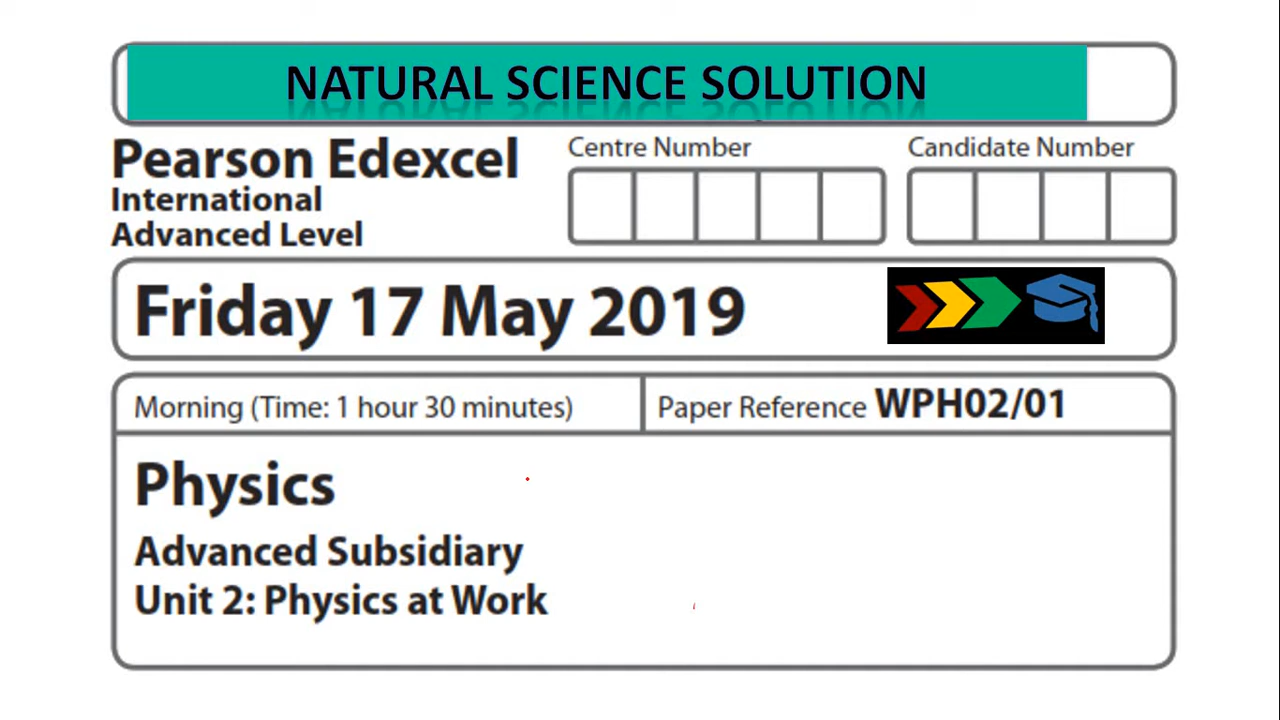 NATURAL SCIENCE SOLUTION
Pearson Edexcel
International
Advanced Level
Centre Number
Candidate Number
Friday 17 May 2019
Morning (Time: 1 hour 30 minutes)
Paper Reference WPH02/01
Physics
Advanced Subsidiary
Unit 2: Physics at Work